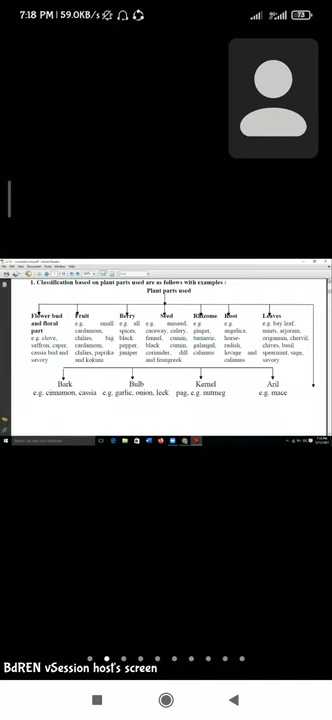 7:18 PM | 59.0KB/s
73
1. Classification based on plant parts used are as follows with examples :
Plant parts used
Flower bud and floral part
e.g. clove, saffron, caper, cassia bud and savory
Fruit
e.g. small cardamom, chilies, big cardamom, chilies, paprika and kokum
Berry
e.g. all spices, black pepper, juniper
Seed
e.g. aniseed, caraway, celery, fennel, cumin, black cumin, coriander, dill and fenugreek
Rhizome
e.g. ginger, turmeric, galangal, calamus
Root
e.g. angelica, horse-radish, lovage and calamus
Leaves
e.g. bay leaf, mints, arjoram, origanum, chervil, chives, basil spearmint, sage, savory
Bark
e.g. cinnamon, cassia
Bulb
e.g. garlic, onion, leek
Kernel
pag, e.g. nutmeg
Aril
e.g. mace
BdREN vSession host's screen